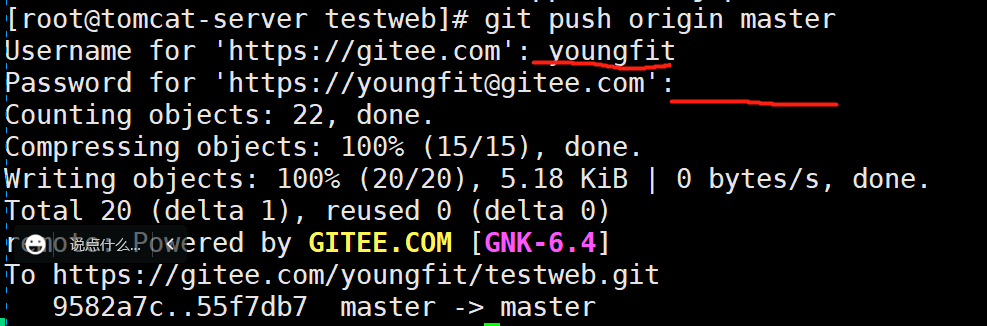 [root@tomcat-server testweb]# git push origin master
Username for 'https://gitee.com': youngfit
Password for 'https://youngfit@gitee.com':
Counting objects: 22, done.
Compressing objects: 100% (15/15), done.
Writing objects: 100% (20/20), 5.18 KiB | 0 bytes/s, done.
Total 20 (delta 1), reused 0 (delta 0)
remote: Powered by GITEE.COM [GNK-6.4]
说点什么...
To https://gitee.com/youngfit/testweb.git
9582a7c..55f7db7 master -> master